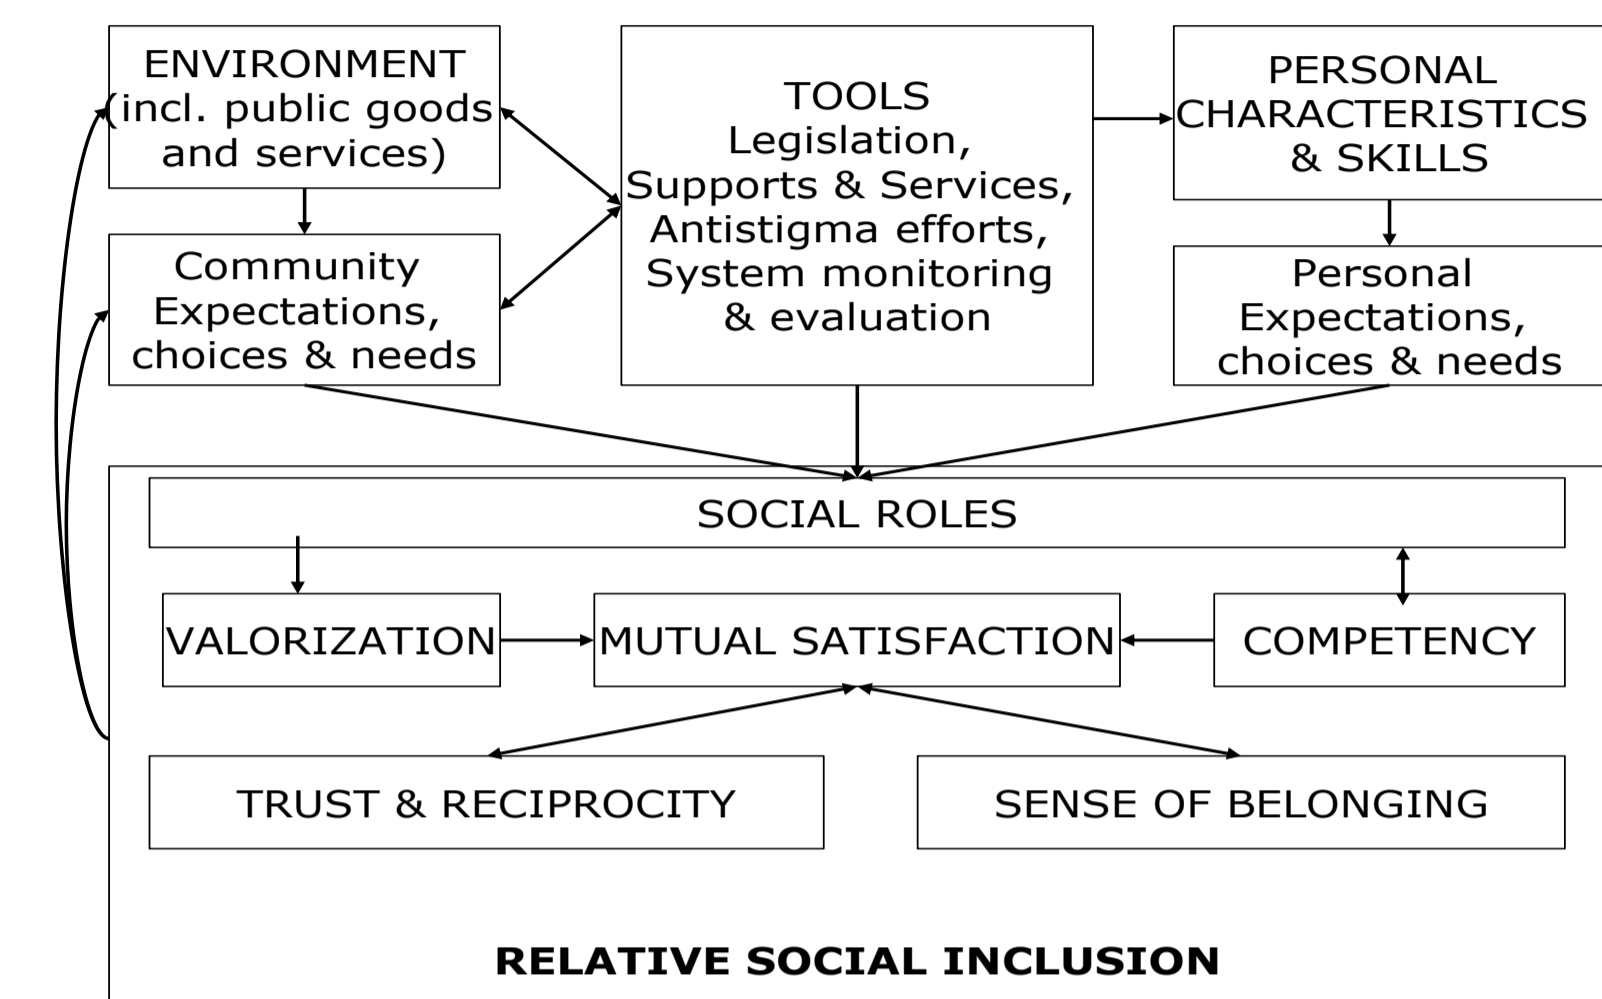 ENVIRONMENT
(incl. public goods
and services)
Community
Expectations,
choices & needs
TOOLS
Legislation,
Supports & Services,
Antistigma efforts,
System monitoring
& evaluation
PERSONAL
CHARACTERISTICS
& SKILLS
Personal
Expectations,
choices & needs
SOCIAL ROLES
VALORIZATION
MUTUAL SATISFACTION
COMPETENCY
TRUST & RECIPROCITY
SENSE OF BELONGING
RELATIVE SOCIAL INCLUSION